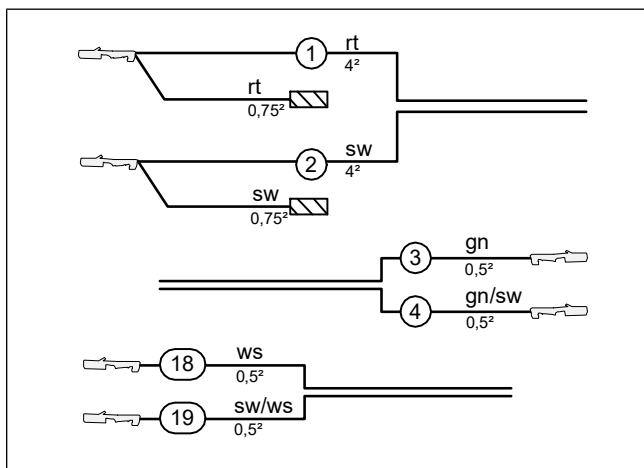 1 rt
4²
rt
0,75²
2 sw
4²
sw
0,75²
3 gn
0,5²
4 gn/sw
0,5²
18 ws
0,5²
19 sw/ws
0,5²